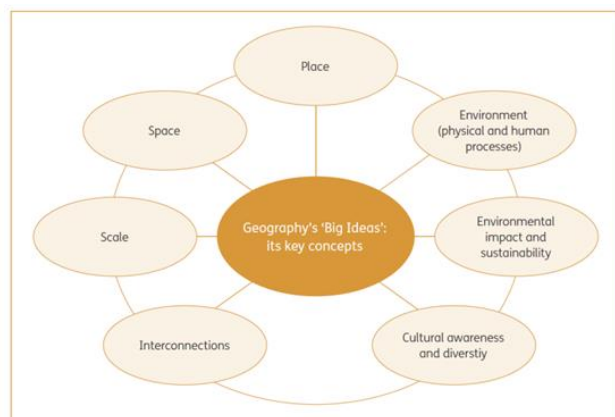 Place
Environment
(physical and human
processes)
Space
Geography's 'Big Ideas':
its key concepts
Scale
Environmental
impact and
sustainability
Interconnections
Cultural awareness
and diverstiy